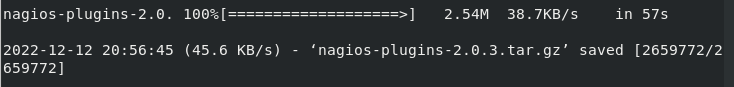 nagios-plugins-2.0. 100%[===================>]   2.54M  38.7KB/s    in 57s
2022-12-12 20:56:45 (45.6 KB/s) - ‘nagios-plugins-2.0.3.tar.gz’ saved [2659772/2
659772]